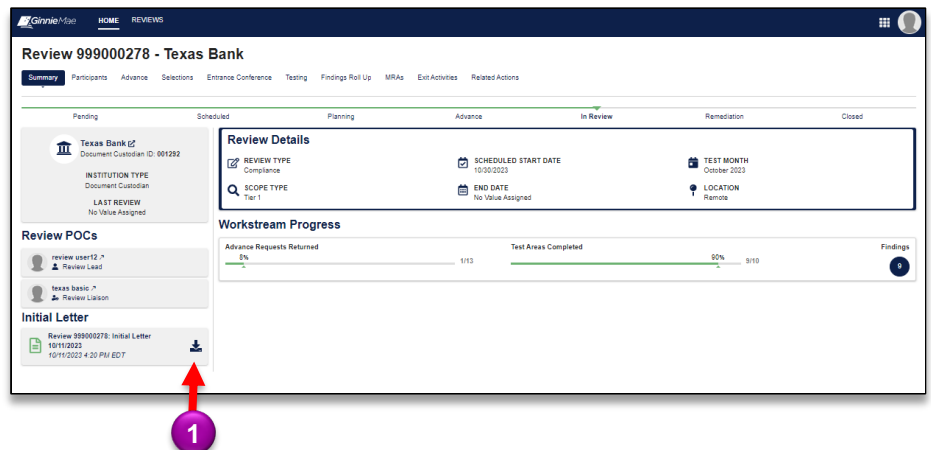 GinnieMae HOME REVIEWS
Review 999000278 - Texas Bank
Summary Participants Advance Selections Entrance Conference Testing Findings Roll Up MRAs Exit Activities Related Actions
Pending Scheduled Planning Advance In Review Remediation Closed
Texas Bank
Document Custodian ID: 001292
INSTITUTION TYPE
Document Custodian
LAST REVIEW
No Value Assigned
Review POCs
review user12
Review Lead
texas basic
Review Liaison
Initial Letter
Review 999000278: Initial Letter
10/11/2023
10/11/2023 4:20 PM EDT
Review Details
REVIEW TYPE
Compliance
SCHEDULED START DATE
10/30/2023
TEST MONTH
October 2023
SCOPE TYPE
Tier 1
END DATE
No Value Assigned
LOCATION
Remote
Workstream Progress
Advance Requests Returned
8%
1/13
Test Areas Completed
90%
9/10
Findings
9
1